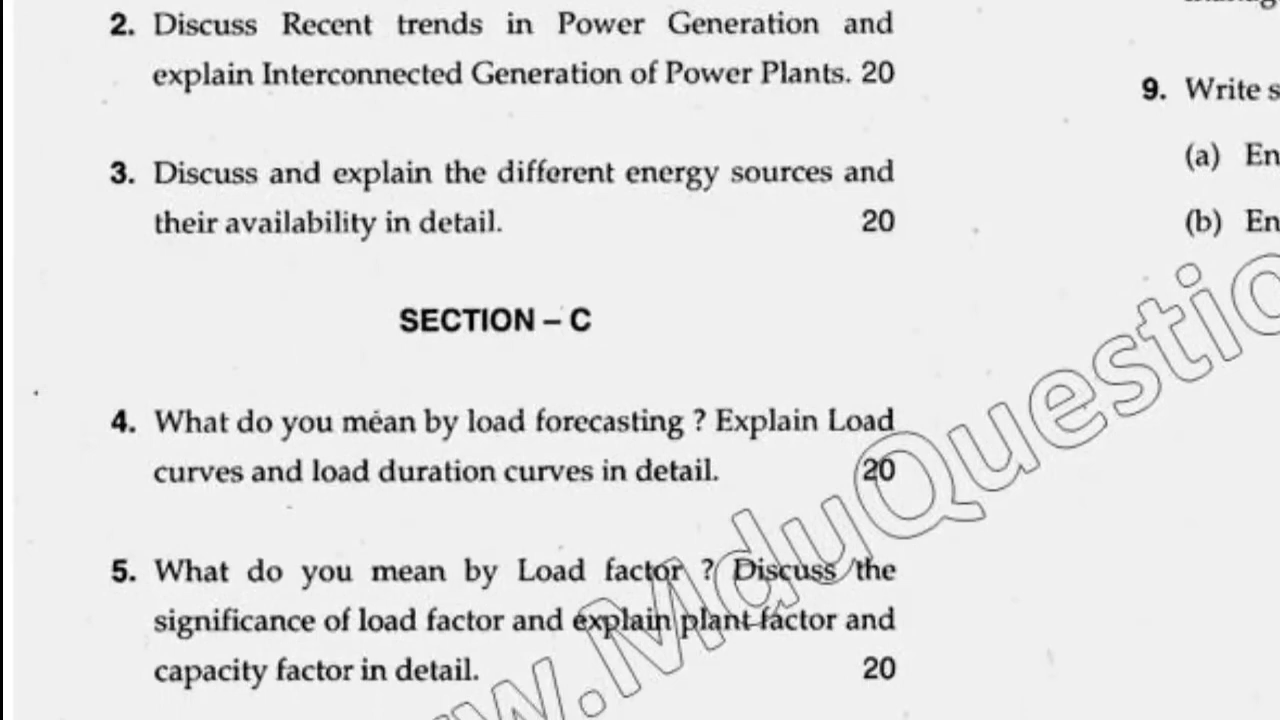 2. Discuss Recent trends in Power Generation and
explain Interconnected Generation of Power Plants. 20
3. Discuss and explain the different energy sources and
their availability in detail. 20
SECTION – C
4. What do you mean by load forecasting ? Explain Load
curves and load duration curves in detail. 20
5. What do you mean by Load factor ? Discuss the
significance of load factor and explain plant factor and
capacity factor in detail. 20
9. Write s
(a) En
(b) En
w.MduQuestio